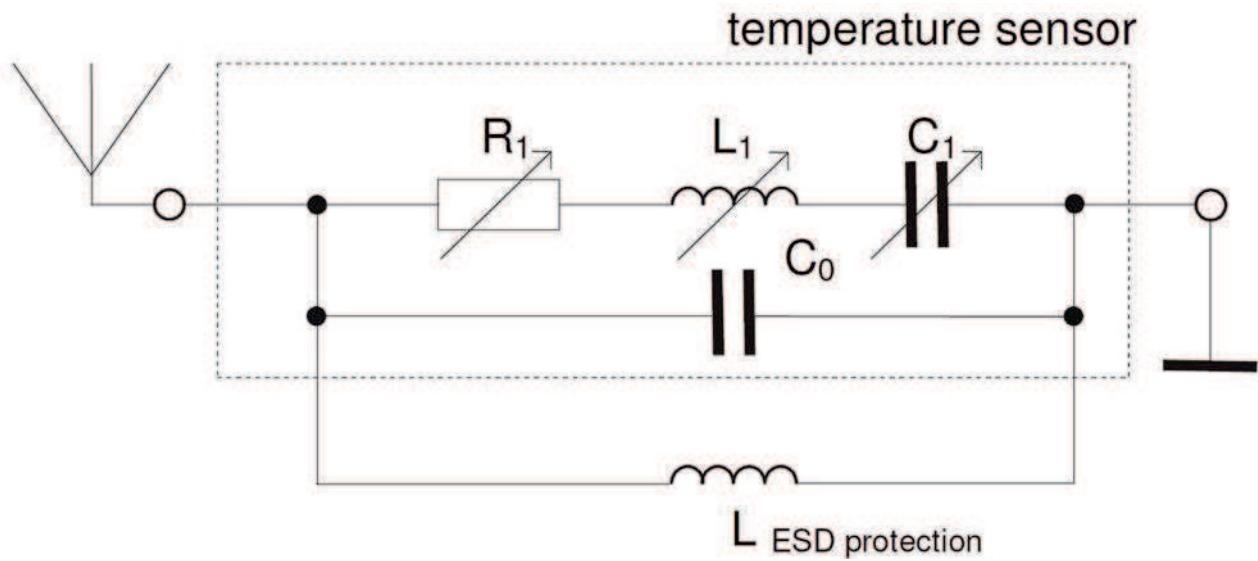 temperature sensor
R₁ L₁ C₁
C₀
L ESD protection